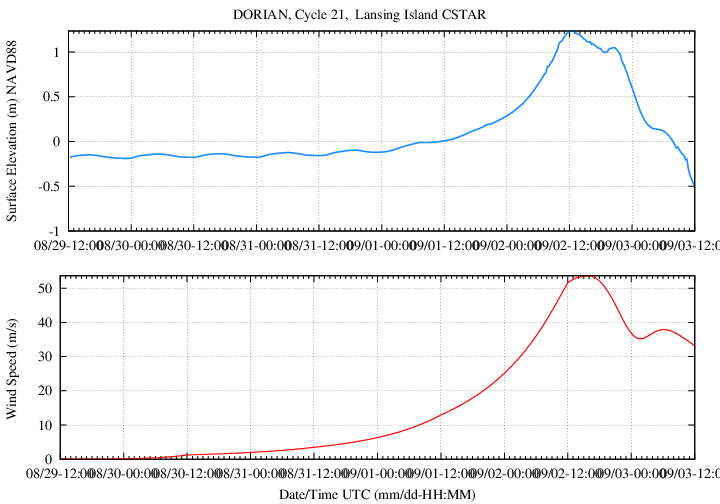 DORIAN, Cycle 21, Lansing Island CSTAR
Surface Elevation (m) NAVD88
1
0.5
0
-0.5
-1
08/29-12:00 08/30-00:00 08/30-12:00 08/31-00:00 08/31-12:00 09/01-00:00 09/01-12:00 09/02-00:00 09/02-12:00 09/03-00:00 09/03-12:00
Wind Speed (m/s)
50
40
30
20
10
0
08/29-12:00 08/30-00:00 08/30-12:00 08/31-00:00 08/31-12:00 09/01-00:00 09/01-12:00 09/02-00:00 09/02-12:00 09/03-00:00 09/03-12:00
Date/Time UTC (mm/dd-HH:MM)